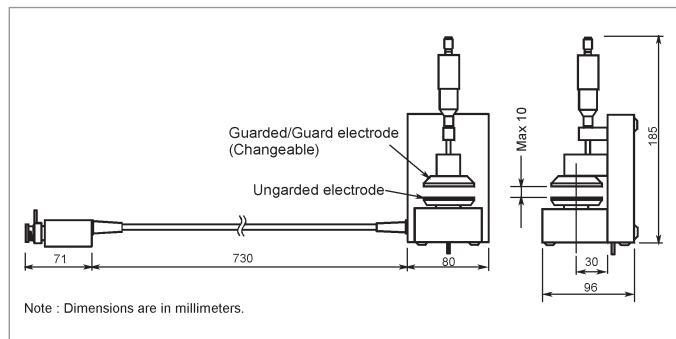 Guarded/Guard electrode
(Changeable)
Ungarded electrode
Max 10
185
71
730
80
30
96
Note : Dimensions are in millimeters.